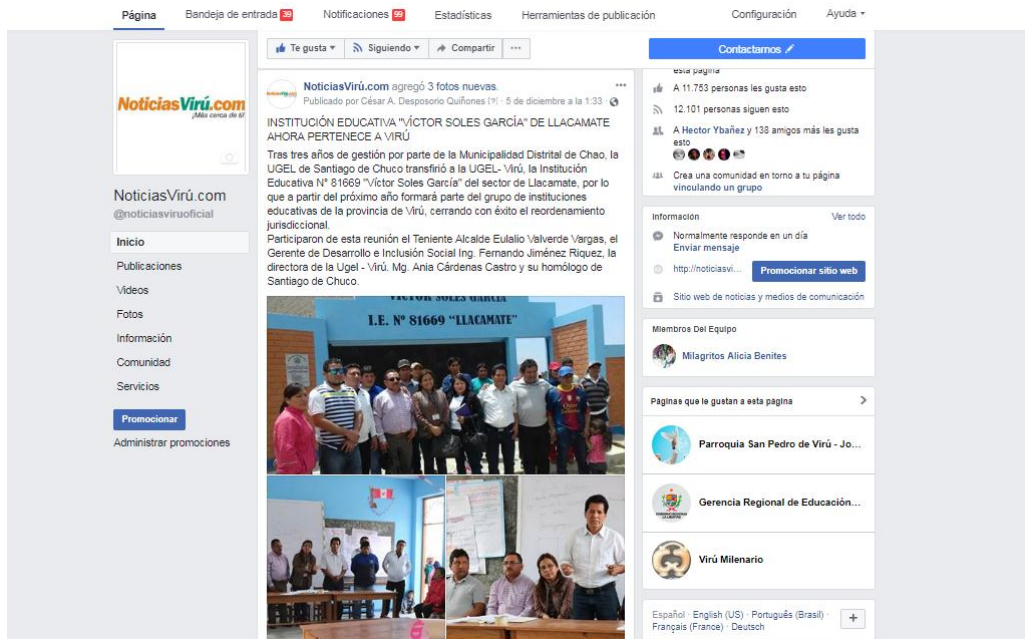 Página Bandeja de entrada 39 Notificaciones 99 Estadísticas Herramientas de publicación Configuración Ayuda
Te gusta Siguiendo Compartir ... Contactarnos
NoticiasVirú.com
¡Más cerca de ti!
NoticiasVirú.com
@noticiasviruoficial
Inicio
Publicaciones
Videos
Fotos
Información
Comunidad
Servicios
Promocionar
Administrar promociones
NoticiasVirú.com agregó 3 fotos nuevas.
Publicado por César A. Desposorio Quiñones [?] · 5 de diciembre a la 1:33 ·
INSTITUCIÓN EDUCATIVA "VÍCTOR SOLES GARCÍA" DE LLACAMATE
AHORA PERTENECE A VIRÚ
Tras tres años de gestión por parte de la Municipalidad Distrital de Chao, la
UGEL de Santiago de Chuco transfirió a la UGEL- Virú, la Institución
Educativa N° 81669 "Víctor Soles García" del sector de Llacamate, por lo
que a partir del próximo año formará parte del grupo de instituciones
educativas de la provincia de Virú, cerrando con éxito el reordenamiento
jurisdiccional.
Participaron de esta reunión el Teniente Alcalde Eulalio Valverde Vargas, el
Gerente de Desarrollo e Inclusión Social Ing. Fernando Jiménez Riquez, la
directora de la Ugel - Virú. Mg. Ania Cárdenas Castro y su homólogo de
Santiago de Chuco.
VICTOR SOLES GARCIA
I.E. Nº 81669 "LLACAMATE"
esta página
A 11.753 personas les gusta esto
12.101 personas siguen esto
A Hector Ybañez y 138 amigos más les gusta
esto
Crea una comunidad en torno a tu página
vinculando un grupo
Información Ver todo
Normalmente responde en un día
Enviar mensaje
http://noticiasvi... Promocionar sitio web
Sitio web de noticias y medios de comunicación
Miembros Del Equipo
Milagritos Alicia Benites
Páginas que le gustan a esta página
Parroquia San Pedro de Virú - Jo...
Gerencia Regional de Educación...
Virú Milenario
Español · English (US) · Português (Brasil) ·
Français (France) · Deutsch